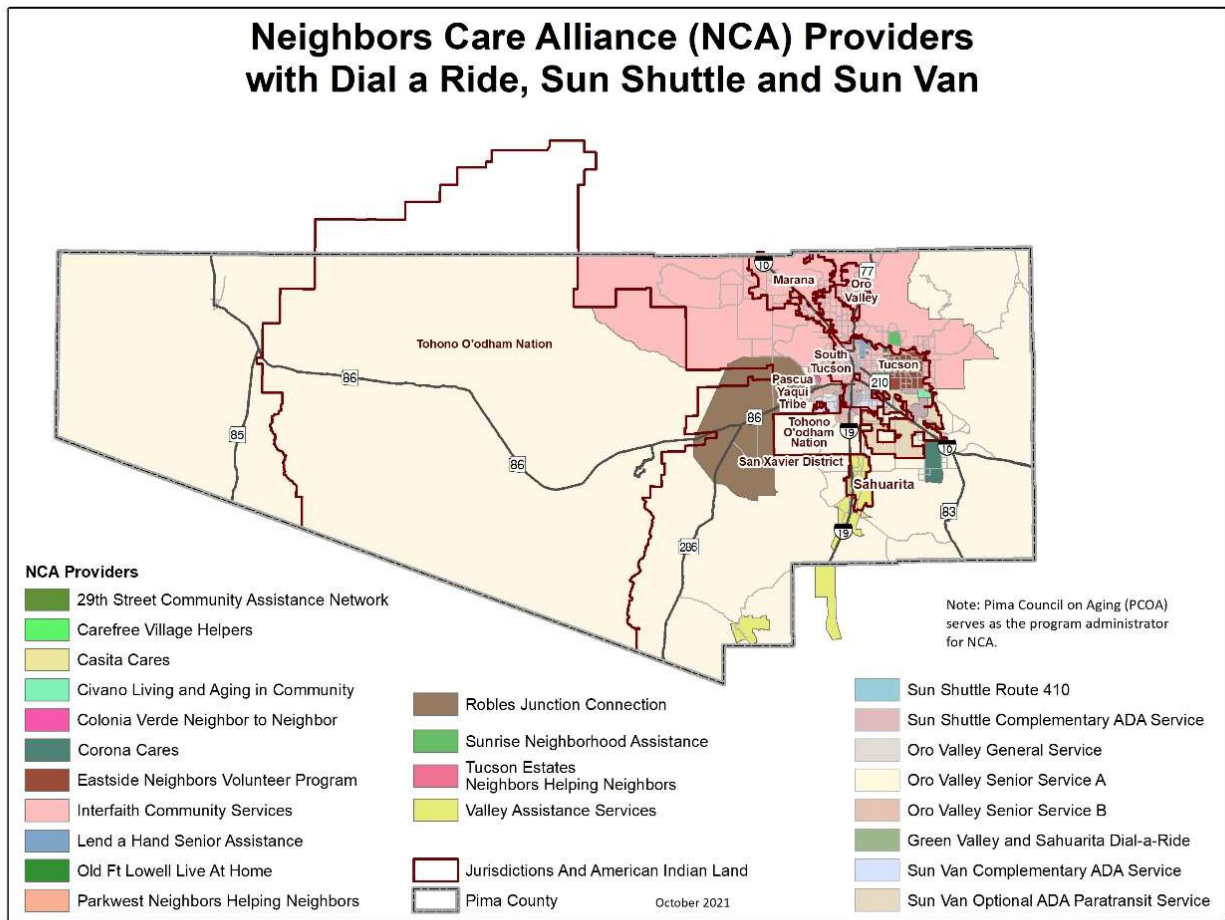 Neighbors Care Alliance (NCA) Providers
with Dial a Ride, Sun Shuttle and Sun Van
10
77
Marana
Oro
Valley
Tohono O'odham Nation
South
Tucson
Tucson
86
Pascua
Yaqui
Tribe
210
86
85
Tohono
O'odham
Nation
19
10
86
San Xavier District
Sahuarita
83
19
286
NCA Providers
29th Street Community Assistance Network
Carefree Village Helpers
Casita Cares
Civano Living and Aging in Community
Colonia Verde Neighbor to Neighbor
Corona Cares
Eastside Neighbors Volunteer Program
Interfaith Community Services
Lend a Hand Senior Assistance
Old Ft Lowell Live At Home
Parkwest Neighbors Helping Neighbors
Robles Junction Connection
Sunrise Neighborhood Assistance
Tucson Estates
Neighbors Helping Neighbors
Valley Assistance Services
Jurisdictions And American Indian Land
Pima County
October 2021
Note: Pima Council on Aging (PCOA)
serves as the program administrator
for NCA.
Sun Shuttle Route 410
Sun Shuttle Complementary ADA Service
Oro Valley General Service
Oro Valley Senior Service A
Oro Valley Senior Service B
Green Valley and Sahuarita Dial-a-Ride
Sun Van Complementary ADA Service
Sun Van Optional ADA Paratransit Service